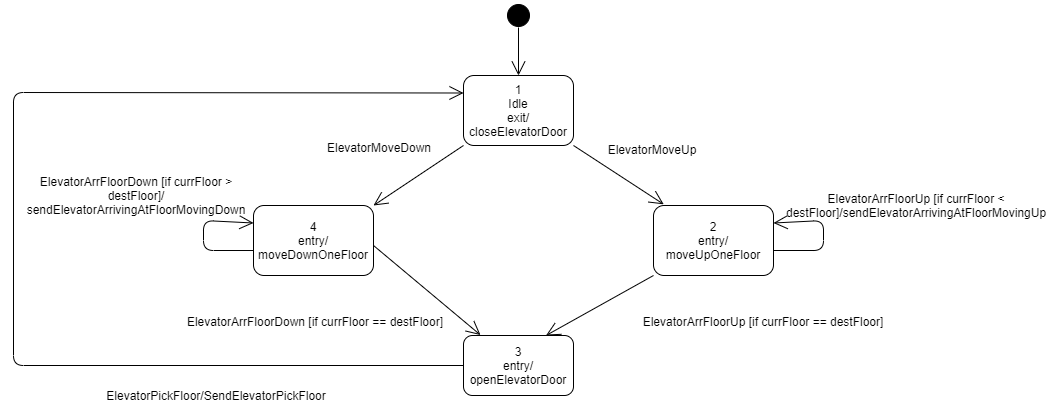 1
Idle
exit/
closeElevatorDoor
ElevatorMoveDown
ElevatorMoveUp
ElevatorArrFloorDown [if currFloor >
destFloor]/
sendElevatorArrivingAtFloorMovingDown
ElevatorArrFloorUp [if currFloor <
destFloor]/sendElevatorArrivingAtFloorMovingUp
4
entry/
moveDownOneFloor
2
entry/
moveUpOneFloor
ElevatorArrFloorDown [if currFloor == destFloor]
ElevatorArrFloorUp [if currFloor == destFloor]
3
entry/
openElevatorDoor
ElevatorPickFloor/SendElevatorPickFloor